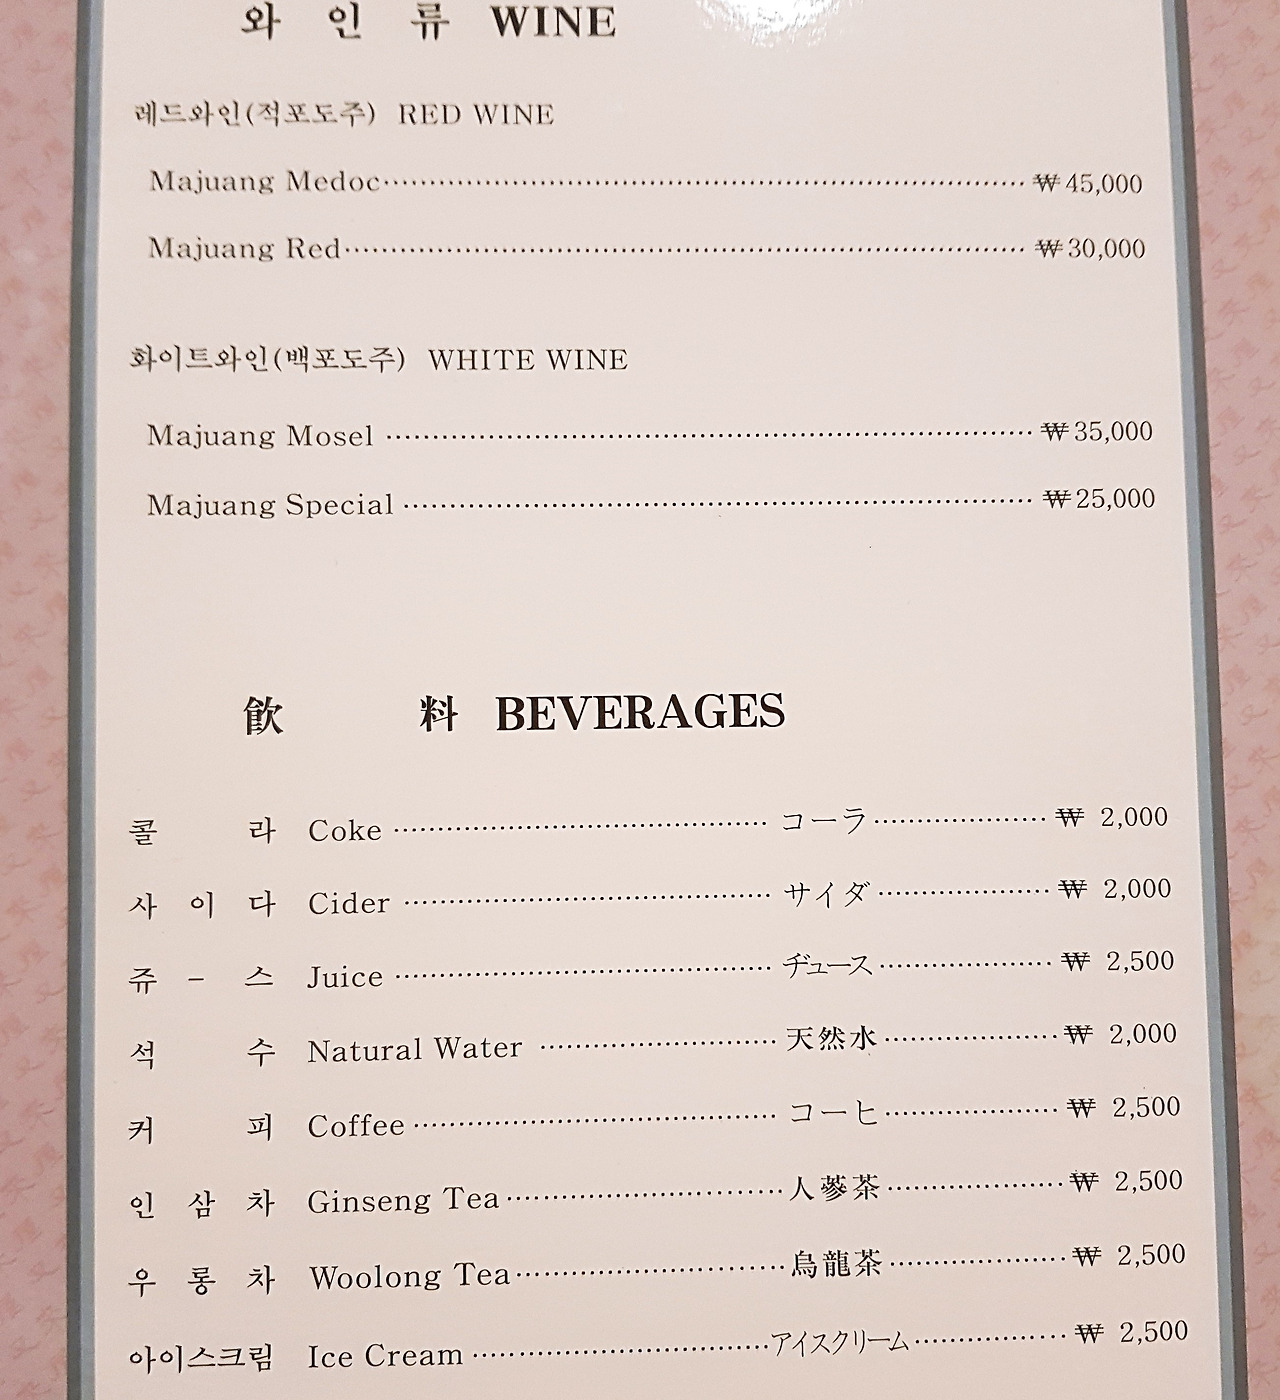 와 인 류 WINE
레드와인(적포도주) RED WINE
Majuang Medoc ₩45,000
Majuang Red ₩30,000
화이트와인(백포도주) WHITE WINE
Majuang Mosel ₩35,000
Majuang Special ₩25,000
飮 料 BEVERAGES
콜 라 Coke コーラ ₩ 2,000
사 이 다 Cider サイダ ₩ 2,000
쥬 - 스 Juice ヂュース ₩ 2,500
석 수 Natural Water 天然水 ₩ 2,000
커 피 Coffee コーヒ ₩ 2,500
인 삼 차 Ginseng Tea 人蔘茶 ₩ 2,500
우 롱 차 Woolong Tea 烏龍茶 ₩ 2,500
아이스크림 Ice Cream アイスクリーム ₩ 2,500